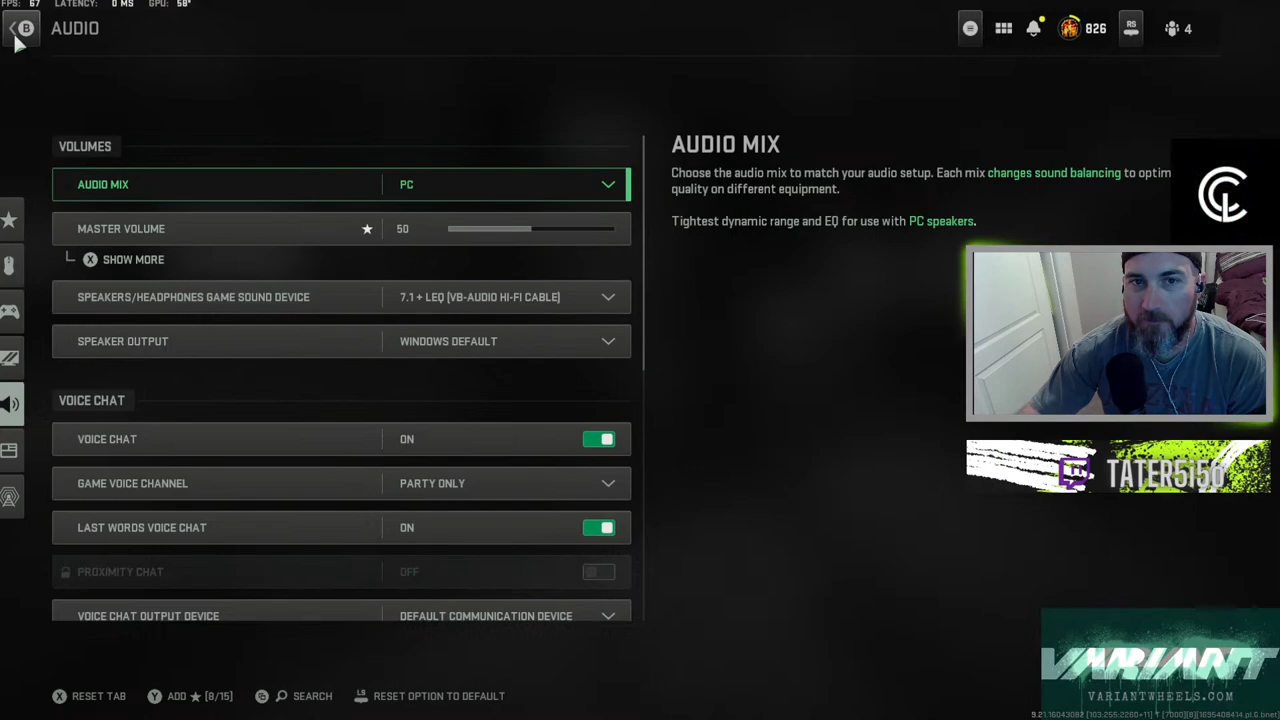 FPS: 67 LATENCY: 0 MS GPU: 58°
B AUDIO
826
RS
4
VOLUMES
AUDIO MIX PC
MASTER VOLUME 50
X SHOW MORE
SPEAKERS/HEADPHONES GAME SOUND DEVICE 7.1 + LEQ (VB-AUDIO HI-FI CABLE)
SPEAKER OUTPUT WINDOWS DEFAULT
VOICE CHAT
VOICE CHAT ON
GAME VOICE CHANNEL PARTY ONLY
LAST WORDS VOICE CHAT ON
PROXIMITY CHAT OFF
VOICE CHAT OUTPUT DEVICE DEFAULT COMMUNICATION DEVICE
AUDIO MIX
Choose the audio mix to match your audio setup. Each mix changes sound balancing to optim
quality on different equipment.
Tightest dynamic range and EQ for use with PC speakers.
TATER5i5o
VARIANT
VARIANTWHEELS.COM
X RESET TAB Y ADD ★ [8/15] SEARCH LS RESET OPTION TO DEFAULT